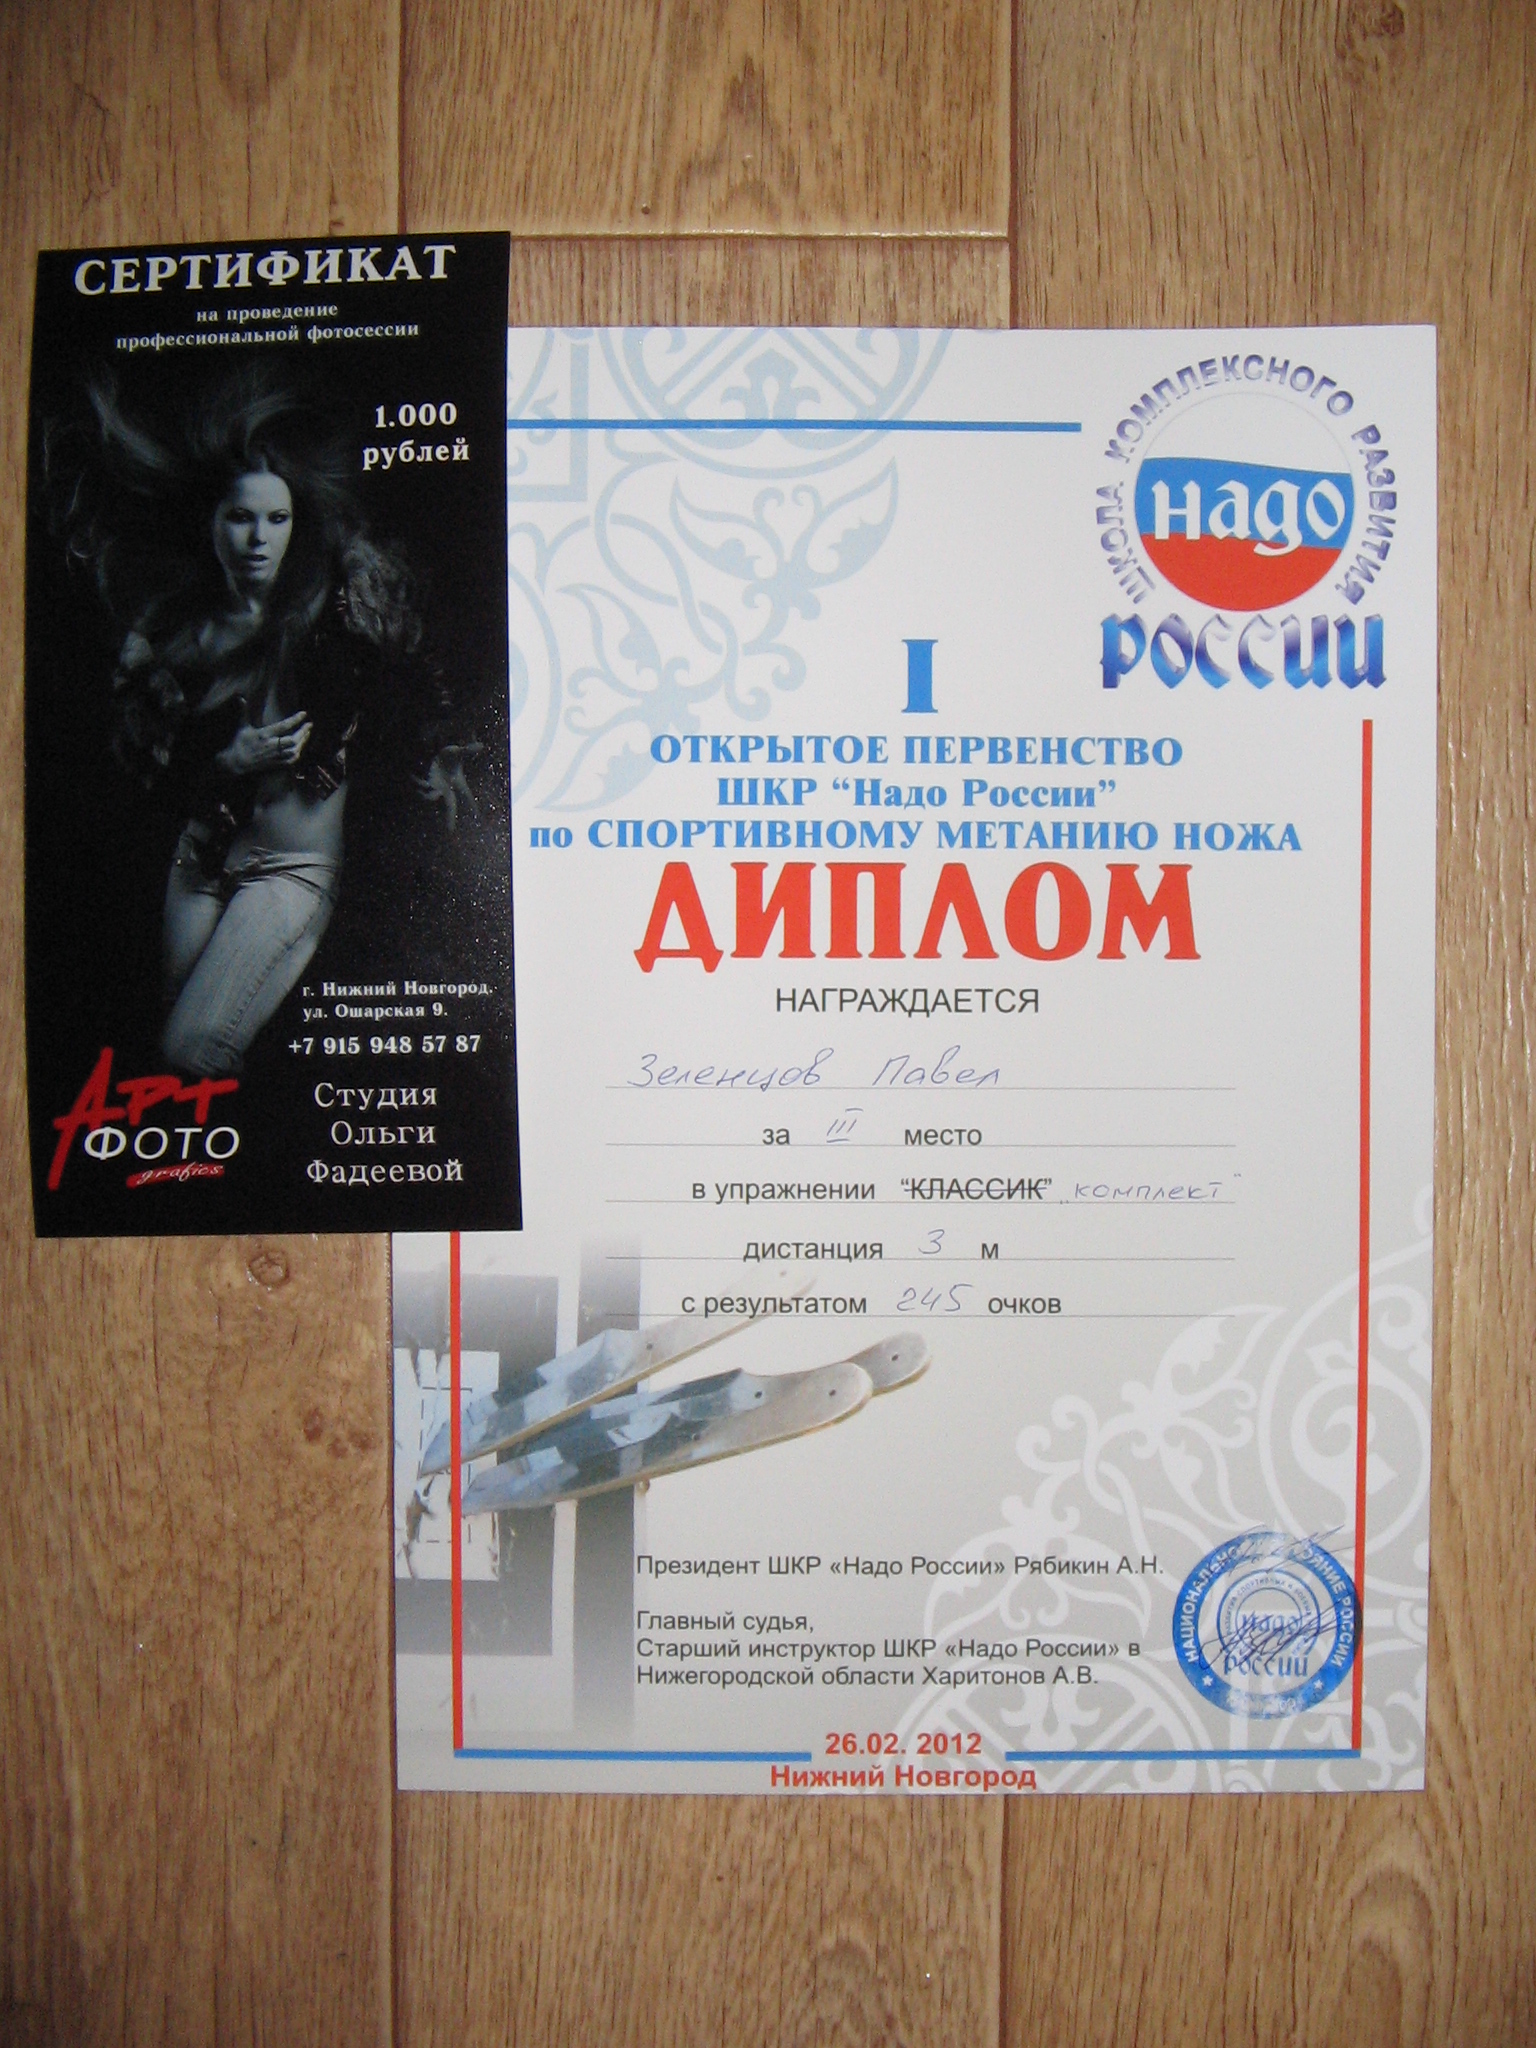 СЕРТИФИКАТ
на проведение
профессиональной фотосессии
1.000
рублей
г. Нижний Новгород.
ул. Ошарская 9.
+7 915 948 57 87
Арт
ФОТО
grafics
Студия
Ольги
Фадеевой
ШКОЛА КОМПЛЕКСНОГО РАЗВИТИЯ
Надо
России
I
ОТКРЫТОЕ ПЕРВЕНСТВО
ШКР “Надо России”
по СПОРТИВНОМУ МЕТАНИЮ НОЖА
ДИПЛОМ
НАГРАЖДАЕТСЯ
Зеленцов Павел
за III место
в упражнении “КЛАССИК” „комплект“
дистанция 3 м
с результатом 245 очков
Президент ШКР «Надо России» Рябикин А.Н.
Главный судья,
Старший инструктор ШКР «Надо России» в
Нижегородской области Харитонов А.В.
РОССИИ
Надо
России
26.02. 2012
Нижний Новгород